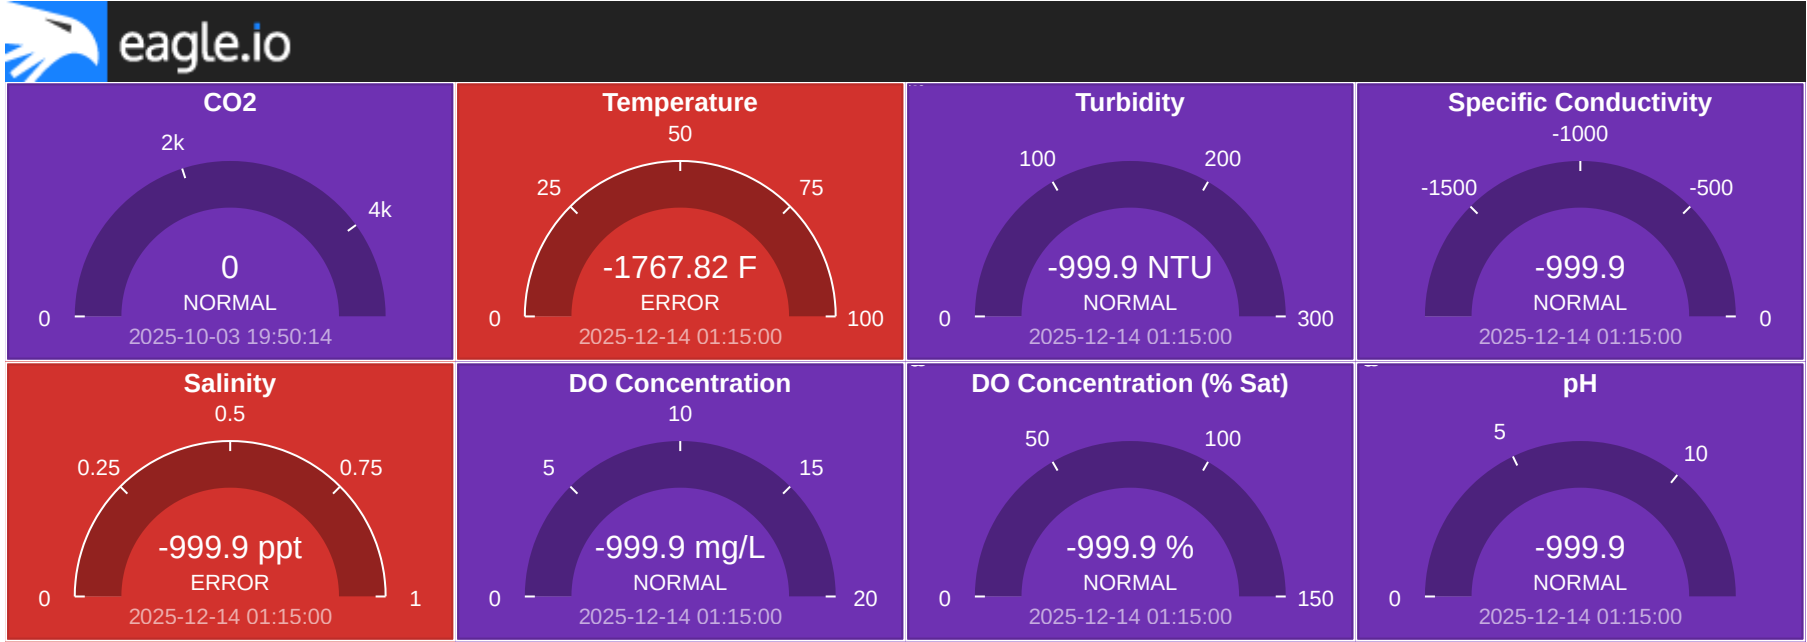 eagle.io
CO2
2k
4k
0
0
NORMAL
2025-10-03 19:50:14
Temperature
50
25
75
-1767.82 F
ERROR
0
100
2025-12-14 01:15:00
Turbidity
100
200
-999.9 NTU
NORMAL
0
300
2025-12-14 01:15:00
Specific Conductivity
-1000
-1500
-500
-999.9
NORMAL
0
2025-12-14 01:15:00
Salinity
0.5
0.25
0.75
-999.9 ppt
ERROR
0
1
2025-12-14 01:15:00
DO Concentration
10
5
15
-999.9 mg/L
NORMAL
0
20
2025-12-14 01:15:00
DO Concentration (% Sat)
50
100
-999.9 %
NORMAL
0
150
2025-12-14 01:15:00
pH
5
10
-999.9
NORMAL
0
2025-12-14 01:15:00